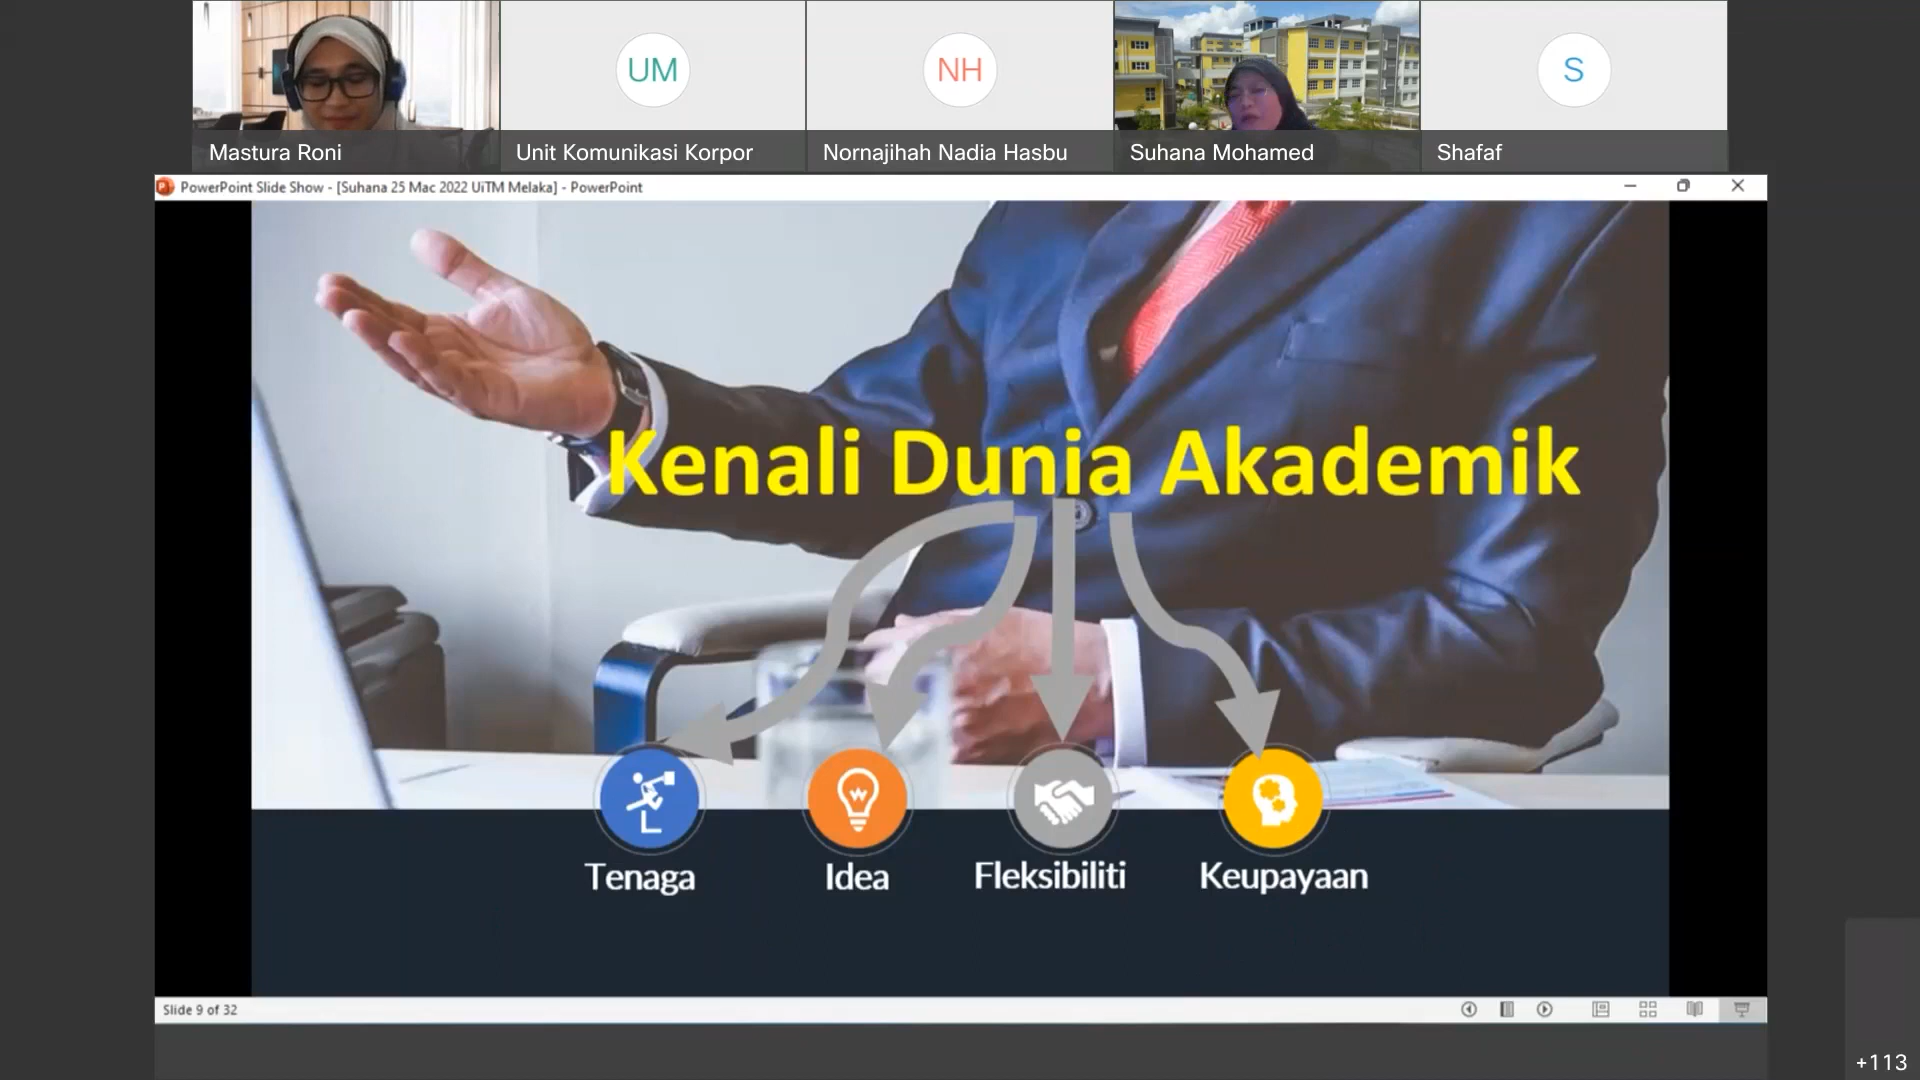 UM
NH
S
Mastura Roni
Unit Komunikasi Korpor
Nornajihah Nadia Hasbu
Suhana Mohamed
Shafaf
PowerPoint Slide Show - [Suhana 25 Mac 2022 UiTM Melaka] - PowerPoint
Kenali Dunia Akademik
Tenaga
Idea
Fleksibiliti
Keupayaan
Slide 9 of 32
+113